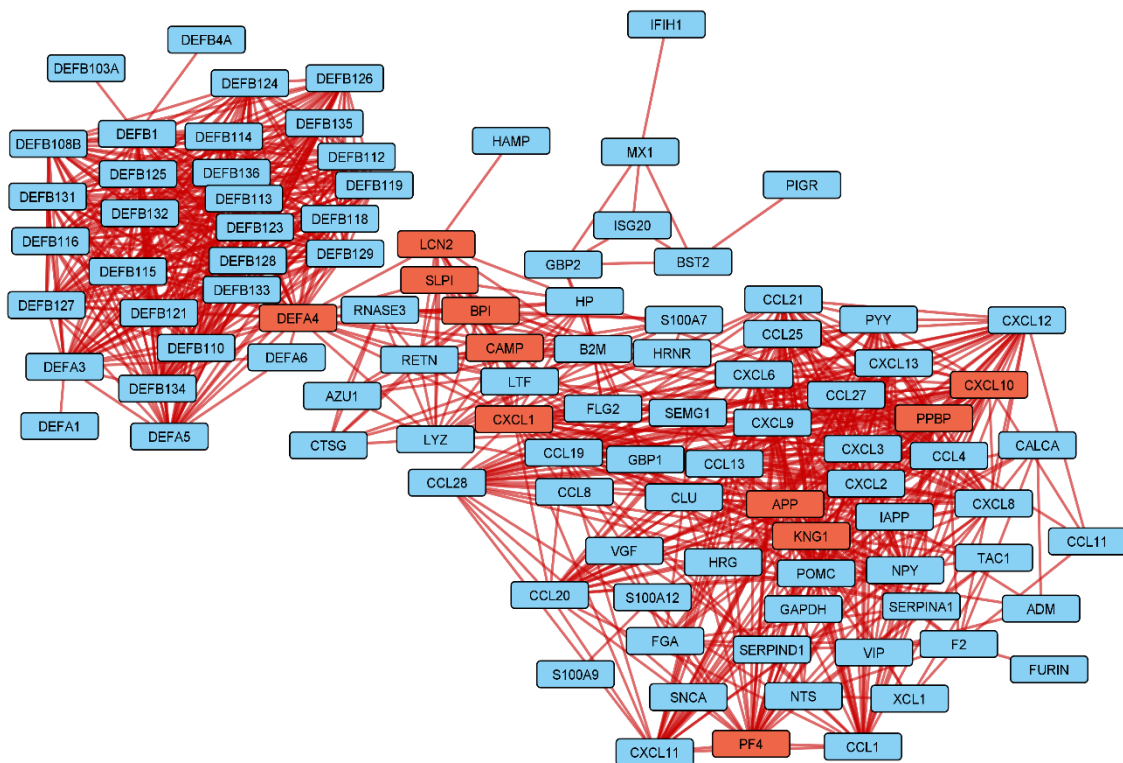 IFIH1
DEFB4A
DEFB103A
DEFB124
DEFB126
DEFB108B
DEFB1
DEFB114
DEFB135
HAMP
MX1
DEFB112
DEFB125
DEFB136
DEFB119
PIGR
DEFB131
DEFB132
DEFB113
DEFB118
ISG20
DEFB116
DEFB123
LCN2
DEFB129
DEFB128
GBP2
BST2
DEFB115
SLPI
DEFB133
DEFB127
DEFB121
DEFA4
RNASE3
BPI
HP
CCL21
S100A7
PYY
CXCL12
CCL25
DEFB110
DEFA6
CAMP
B2M
HRNR
DEFA3
RETN
CXCL6
CXCL13
DEFB134
AZU1
LTF
CCL27
CXCL10
DEFA1
DEFA5
CXCL1
FLG2
SEMG1
CXCL9
PPBP
CTSG
LYZ
CXCL3
CALCA
CCL19
GBP1
CCL13
CCL4
CCL28
CCL8
CLU
CXCL2
APP
CXCL8
IAPP
KNG1
CCL11
VGF
HRG
POMC
NPY
TAC1
CCL20
S100A12
GAPDH
SERPINA1
ADM
FGA
SERPIND1
VIP
F2
S100A9
FURIN
SNCA
NTS
XCL1
CXCL11
PF4
CCL1